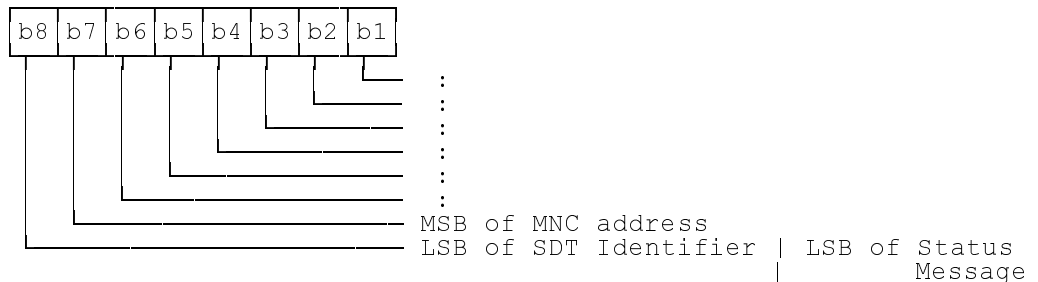 b8 b7 b6 b5 b4 b3 b2 b1
:
:
:
:
:
:
MSB of MNC address
LSB of SDT Identifier | LSB of Status
| Message